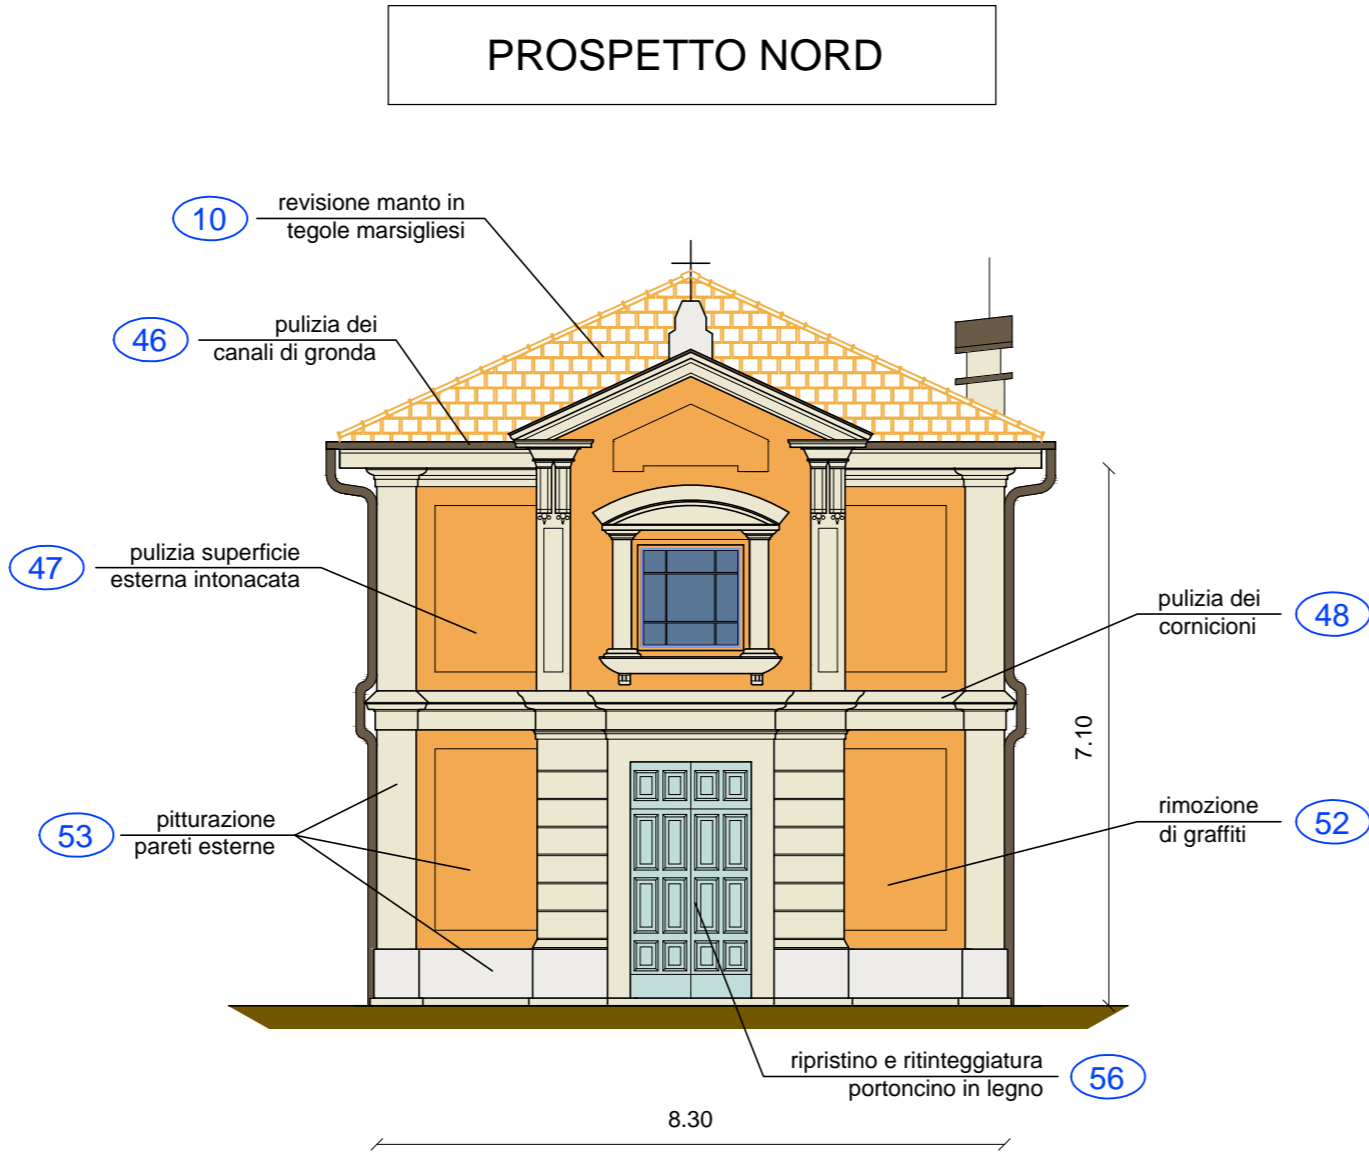 PROSPETTO NORD
10
revisione manto in
tegole marsigliesi
46
pulizia dei
canali di gronda
47
pulizia superficie
esterna intonacata
pulizia dei
cornicioni
48
7.10
53
pitturazione
pareti esterne
rimozione
di graffiti
52
ripristino e ritinteggiatura
portoncino in legno
56
8.30